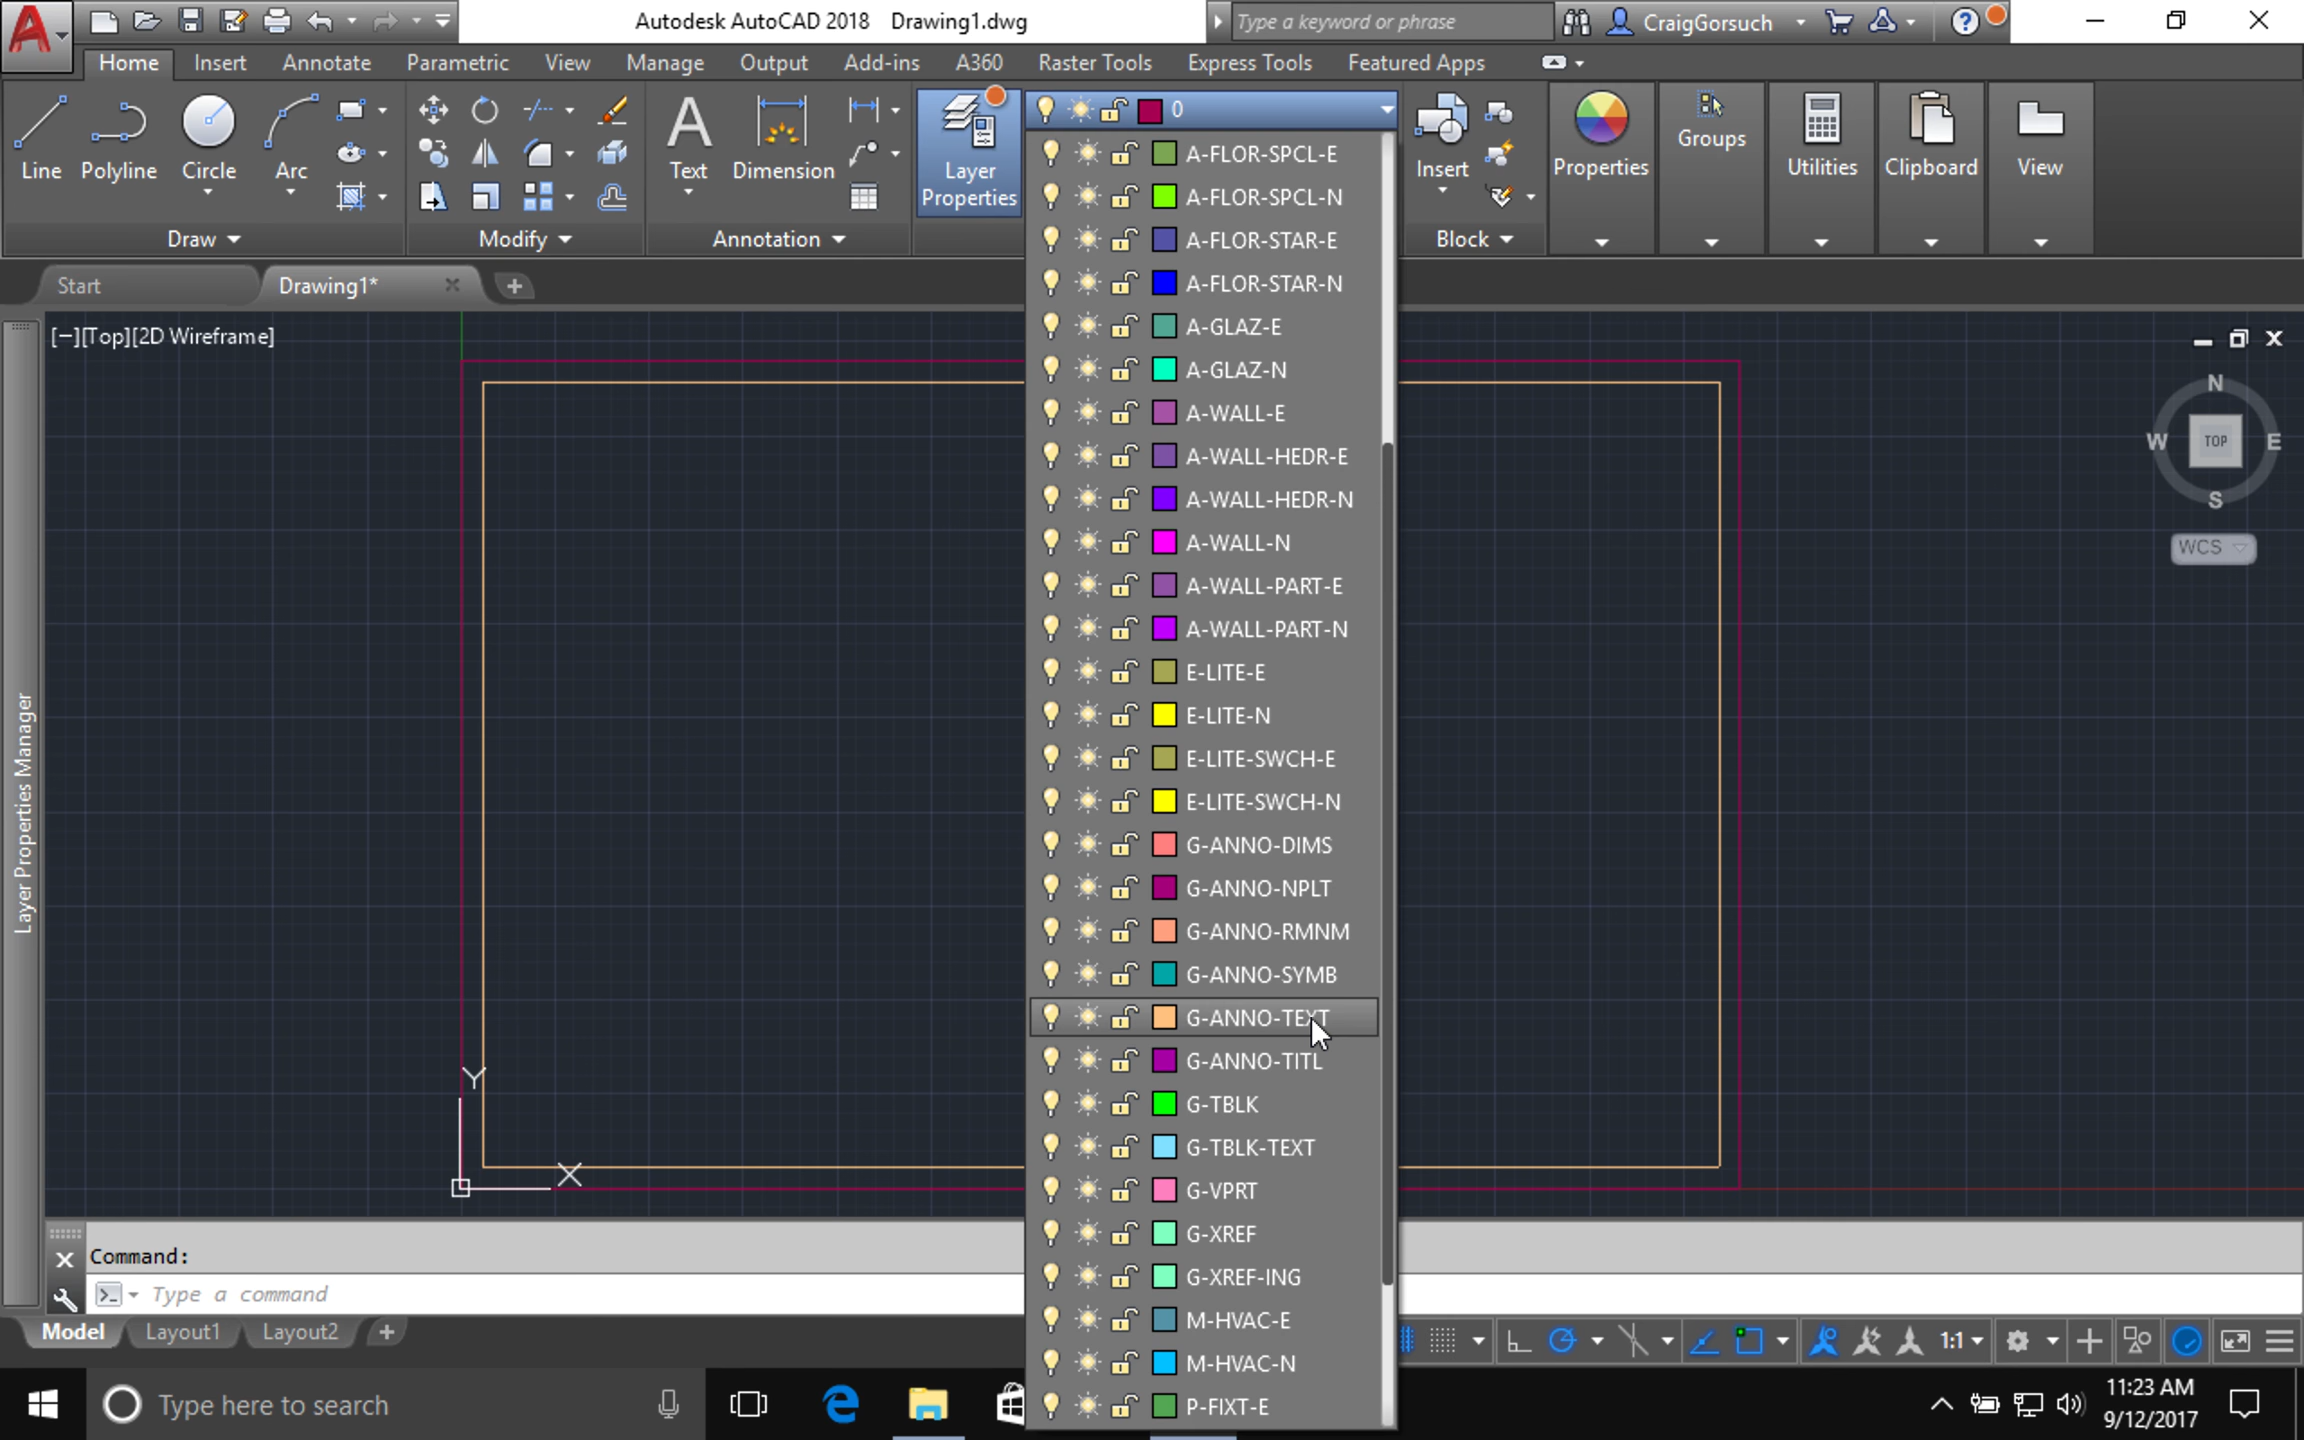 Autodesk AutoCAD 2018 Drawing1.dwg
Type a keyword or phrase
CraigGorsuch
Home Insert Annotate Parametric View Manage Output Add-ins A360 Raster Tools Express Tools Featured Apps
Line
Polyline
Circle
Arc
Text
Dimension
Layer
Properties
0
Insert
Properties
Groups
Utilities
Clipboard
View
Draw
Modify
Annotation
Block
Start
Drawing1*
[−][Top][2D Wireframe]
A-FLOR-SPCL-E
A-FLOR-SPCL-N
A-FLOR-STAR-E
A-FLOR-STAR-N
A-GLAZ-E
A-GLAZ-N
A-WALL-E
A-WALL-HEDR-E
A-WALL-HEDR-N
A-WALL-N
A-WALL-PART-E
A-WALL-PART-N
E-LITE-E
E-LITE-N
E-LITE-SWCH-E
E-LITE-SWCH-N
G-ANNO-DIMS
G-ANNO-NPLT
G-ANNO-RMNM
G-ANNO-SYMB
G-ANNO-TEXT
G-ANNO-TITL
G-TBLK
G-TBLK-TEXT
G-VPRT
G-XREF
G-XREF-ING
M-HVAC-E
M-HVAC-N
P-FIXT-E
N
W TOP E
S
WCS
Layer Properties Manager
Y
X
Command:
Type a command
Model Layout1 Layout2
1:1
Type here to search
11:23 AM
9/12/2017